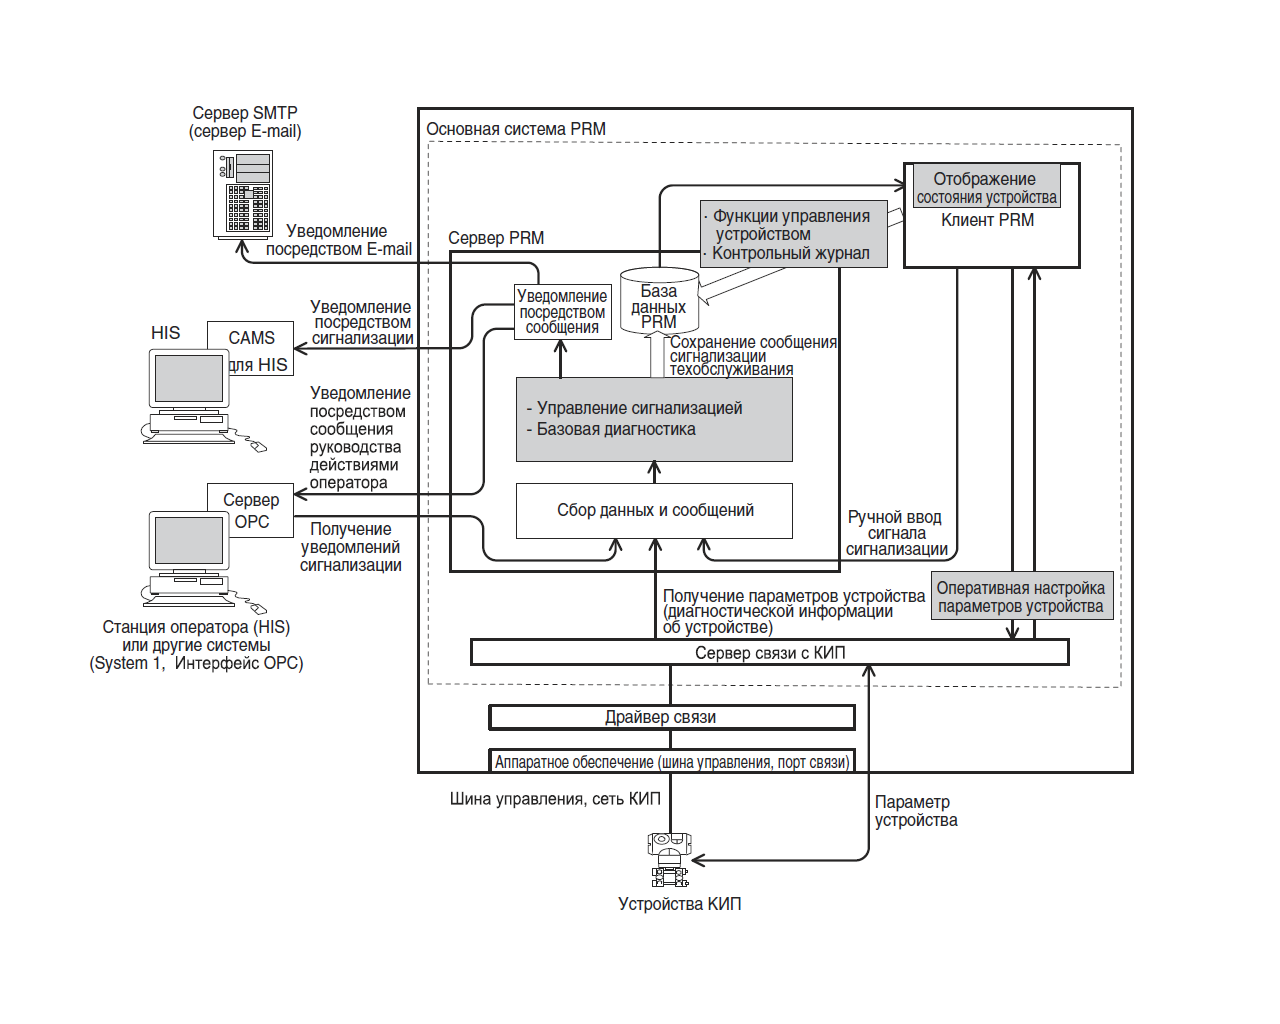 Сервер SMTP
(сервер E-mail)
Основная система PRM
Отображение
состояния устройства
Клиент PRM
· Функции управления
устройством
· Контрольный журнал
Уведомление
посредством E-mail
Сервер PRM
Уведомление
посредством
сообщения
База
данных
PRM
Уведомление
посредством
сигнализации
HIS
CAMS
для HIS
Сохранение сообщения
сигнализации
техобслуживания
Уведомление
посредством
сообщения
руководства
действиями
оператора
- Управление сигнализацией
- Базовая диагностика
Сервер
OPC
Сбор данных и сообщений
Ручной ввод
сигнала
сигнализации
Получение
уведомлений
сигнализации
Станция оператора (HIS)
или другие системы
(System 1, Интерфейс OPC)
Получение параметров устройства
(диагностической информации
об устройстве)
Оперативная настройка
параметров устройства
Сервер связи с КИП
Драйвер связи
Аппаратное обеспечение (шина управления, порт связи)
Шина управления, сеть КИП
Параметр
устройства
Устройства КИП